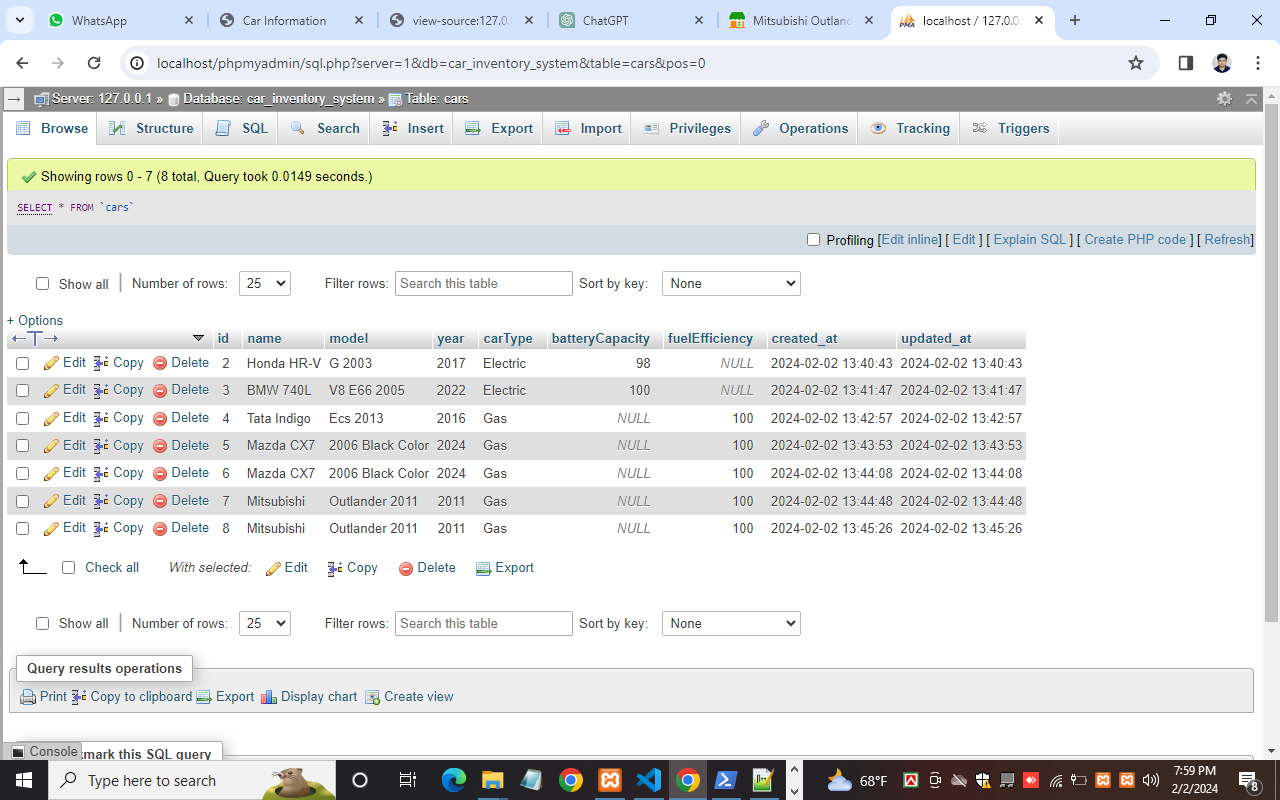 WhatsApp Car Information view-source:127.0. ChatGPT Mitsubishi Outland localhost / 127.0.0.
localhost/phpmyadmin/sql.php?server=1&db=car_inventory_system&table=cars&pos=0
Server: 127.0.0.1 » Database: car_inventory_system » Table: cars
Browse Structure SQL Search Insert Export Import Privileges Operations Tracking Triggers
Showing rows 0 - 7 (8 total, Query took 0.0149 seconds.)
SELECT * FROM `cars`
Profiling [Edit inline] [ Edit ] [ Explain SQL ] [ Create PHP code ] [ Refresh]
Show all Number of rows: 25 Filter rows: Search this table Sort by key: None
+ Options
←T→ id name model year carType batteryCapacity fuelEfficiency created_at updated_at
Edit Copy Delete 2 Honda HR-V G 2003 2017 Electric 98 NULL 2024-02-02 13:40:43 2024-02-02 13:40:43
Edit Copy Delete 3 BMW 740L V8 E66 2005 2022 Electric 100 NULL 2024-02-02 13:41:47 2024-02-02 13:41:47
Edit Copy Delete 4 Tata Indigo Ecs 2013 2016 Gas NULL 100 2024-02-02 13:42:57 2024-02-02 13:42:57
Edit Copy Delete 5 Mazda CX7 2006 Black Color 2024 Gas NULL 100 2024-02-02 13:43:53 2024-02-02 13:43:53
Edit Copy Delete 6 Mazda CX7 2006 Black Color 2024 Gas NULL 100 2024-02-02 13:44:08 2024-02-02 13:44:08
Edit Copy Delete 7 Mitsubishi Outlander 2011 2011 Gas NULL 100 2024-02-02 13:44:48 2024-02-02 13:44:48
Edit Copy Delete 8 Mitsubishi Outlander 2011 2011 Gas NULL 100 2024-02-02 13:45:26 2024-02-02 13:45:26
Check all With selected: Edit Copy Delete Export
Show all Number of rows: 25 Filter rows: Search this table Sort by key: None
Query results operations
Print Copy to clipboard Export Display chart Create view
Console mark this SQL query
Type here to search 68°F 7:59 PM
2/2/2024 8